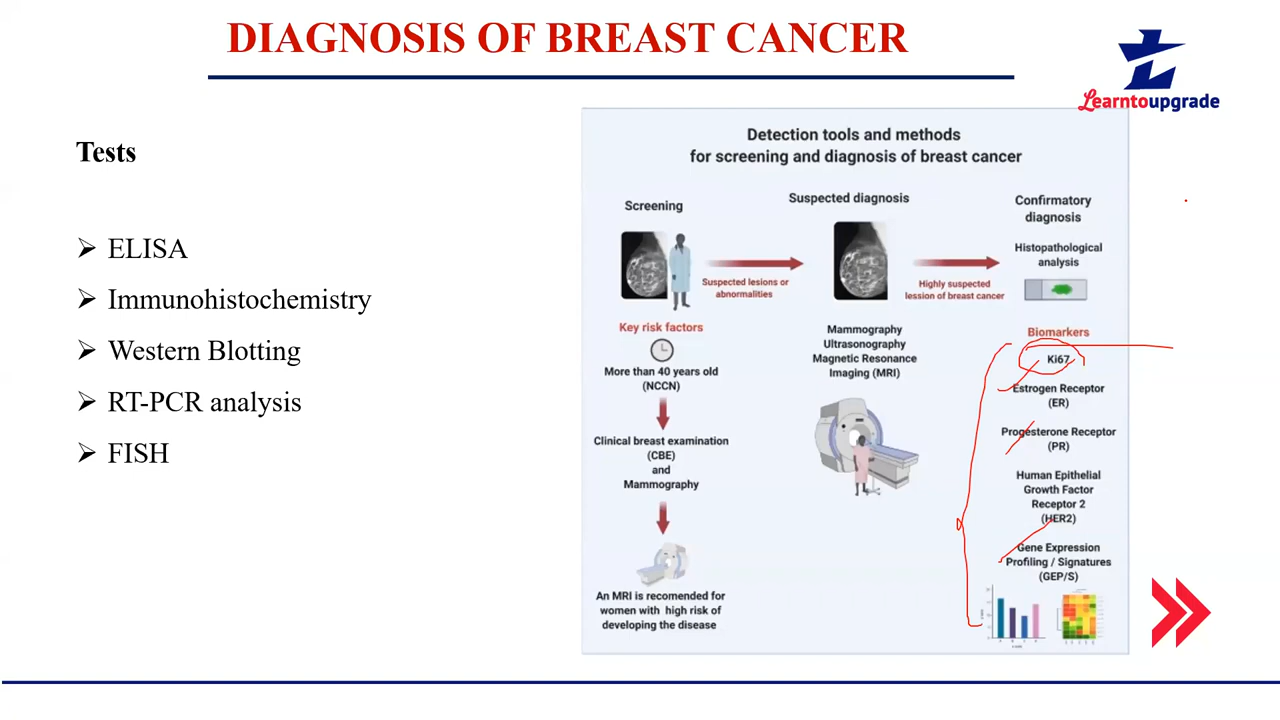 DIAGNOSIS OF BREAST CANCER
Learntoupgrade
Tests
➢ ELISA
➢ Immunohistochemistry
➢ Western Blotting
➢ RT-PCR analysis
➢ FISH
Detection tools and methods
for screening and diagnosis of breast cancer
Screening
Suspected lesions or
abnormalities
Key risk factors
More than 40 years old
(NCCN)
Clinical breast examination
(CBE)
and
Mammography
An MRI is recomended for
women with high risk of
developing the disease
Suspected diagnosis
Highly suspected
lession of breast cancer
Mammography
Ultrasonography
Magnetic Resonance
Imaging (MRI)
Confirmatory
diagnosis
Histopathological
analysis
Biomarkers
Ki67
Estrogen Receptor
(ER)
Progesterone Receptor
(PR)
Human Epithelial
Growth Factor
Receptor 2
(HER2)
Gene Expression
Profiling / Signatures
(GEP/S)